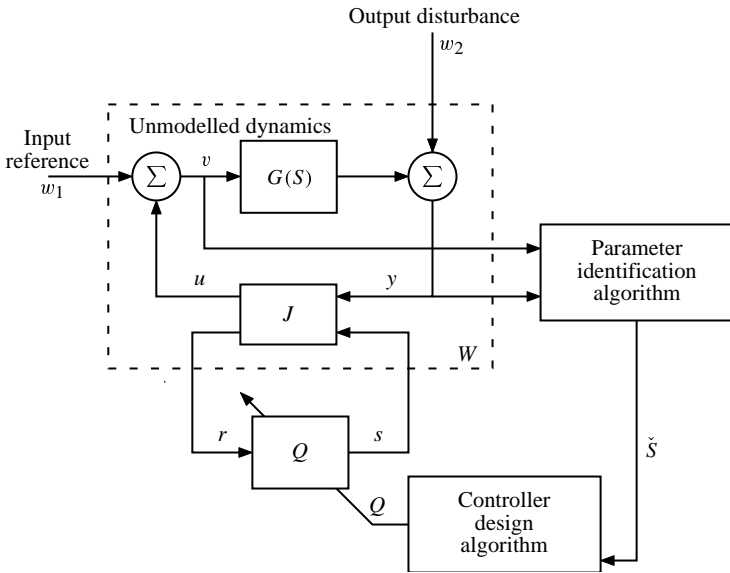 Output disturbance
w2
Unmodelled dynamics
Input
reference
w1
Σ
v
G(S)
Σ
Parameter
identification
algorithm
u
y
J
W
r
Q
s
Š
Q
Controller
design
algorithm